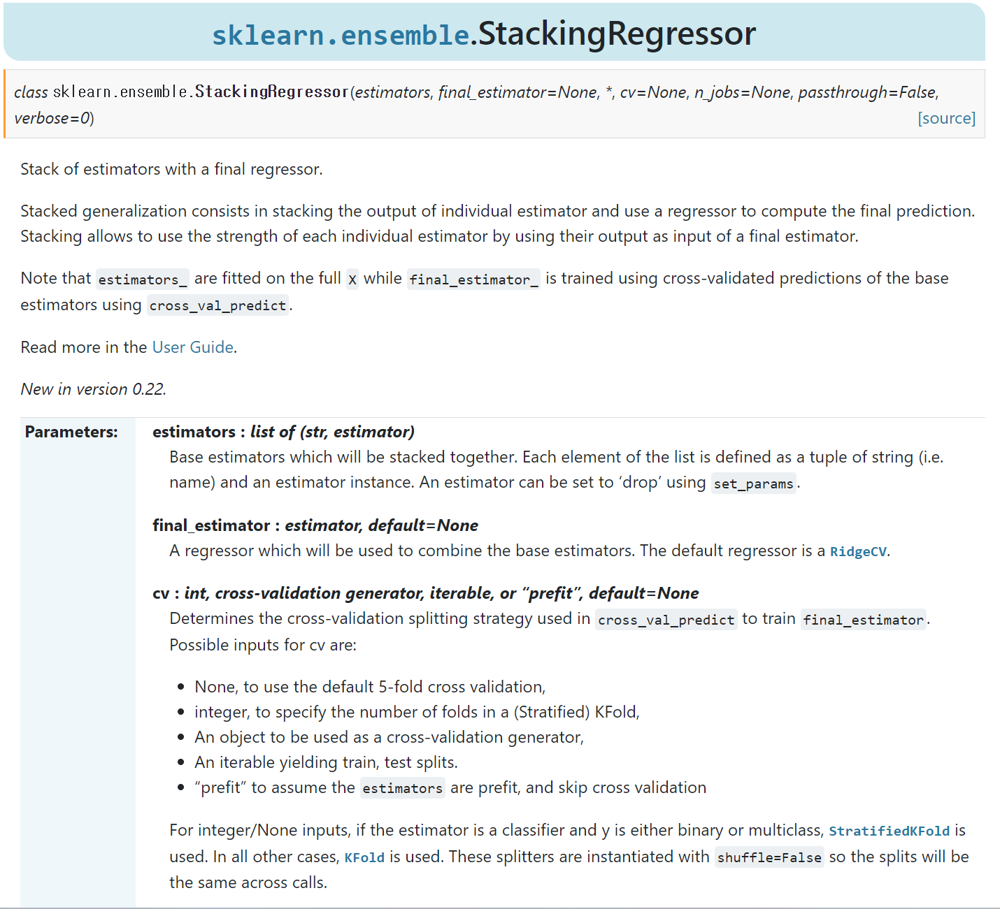 sklearn.ensemble.StackingRegressor
class sklearn.ensemble.StackingRegressor(estimators, final_estimator=None, *, cv=None, n_jobs=None, passthrough=False,
verbose=0) [source]
Stack of estimators with a final regressor.
Stacked generalization consists in stacking the output of individual estimator and use a regressor to compute the final prediction.
Stacking allows to use the strength of each individual estimator by using their output as input of a final estimator.
Note that estimators_ are fitted on the full X while final_estimator_ is trained using cross-validated predictions of the base
estimators using cross_val_predict.
Read more in the User Guide.
New in version 0.22.
Parameters: estimators : list of (str, estimator)
Base estimators which will be stacked together. Each element of the list is defined as a tuple of string (i.e.
name) and an estimator instance. An estimator can be set to ‘drop’ using set_params.
final_estimator : estimator, default=None
A regressor which will be used to combine the base estimators. The default regressor is a RidgeCV.
cv : int, cross-validation generator, iterable, or “prefit”, default=None
Determines the cross-validation splitting strategy used in cross_val_predict to train final_estimator.
Possible inputs for cv are:
• None, to use the default 5-fold cross validation,
• integer, to specify the number of folds in a (Stratified) KFold,
• An object to be used as a cross-validation generator,
• An iterable yielding train, test splits.
• “prefit” to assume the estimators are prefit, and skip cross validation
For integer/None inputs, if the estimator is a classifier and y is either binary or multiclass, StratifiedKFold is
used. In all other cases, KFold is used. These splitters are instantiated with shuffle=False so the splits will be
the same across calls.